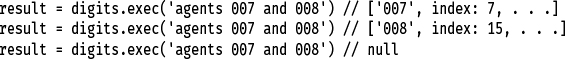 result = digits.exec('agents 007 and 008') // ['007', index: 7, . . .]
result = digits.exec('agents 007 and 008') // ['008', index: 15, . . .]
result = digits.exec('agents 007 and 008') // null